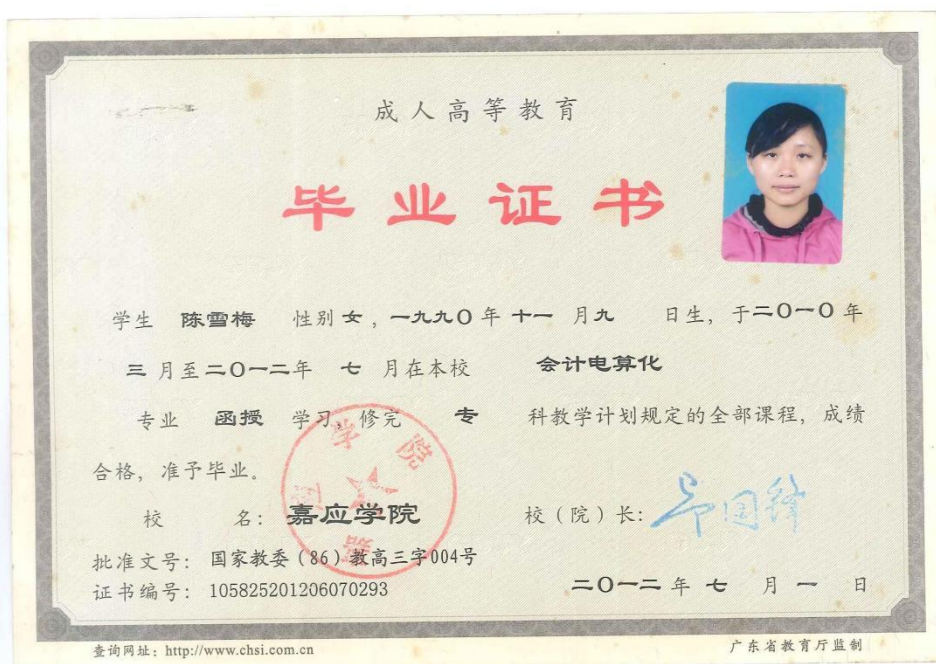 成人高等教育
毕业证书
学生 陈雪梅 性别 女，一九九〇年 十一 月 九 日生，于二〇一〇年
三 月至二〇一二年 七 月在本校 会计电算化
专业 函授 学习，修完 专 科教学计划规定的全部课程，成绩
合格，准予毕业。
校 名：嘉应学院 校（院）长：
批准文号：国家教委（86）教高三字004号
证书编号：105825201206070293 二〇一二 年 七 月 一 日
查询网址：http://www.chsi.com.cn 广东省教育厅监制